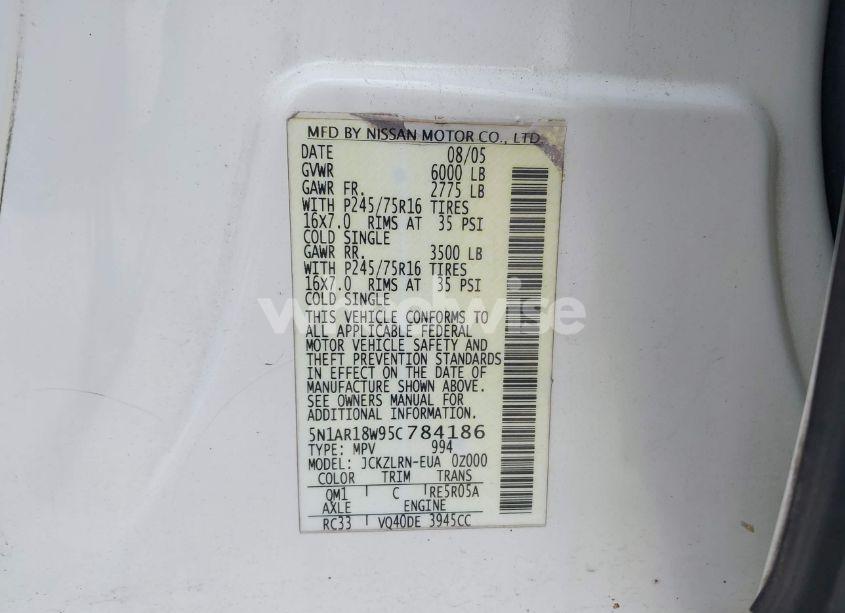 MFD BY NISSAN MOTOR CO., LTD.
DATE 08/05
GVWR 6000 LB
GAWR FR. 2775 LB
WITH P245/75R16 TIRES
16X7.0 RIMS AT 35 PSI
COLD SINGLE
GAWR RR. 3500 LB
WITH P245/75R16 TIRES
16X7.0 RIMS AT 35 PSI
COLD SINGLE
THIS VEHICLE CONFORMS TO
ALL APPLICABLE FEDERAL
MOTOR VEHICLE SAFETY AND
THEFT PREVENTION STANDARDS
IN EFFECT ON THE DATE OF
MANUFACTURE SHOWN ABOVE.
SEE OWNERS MANUAL FOR
ADDITIONAL INFORMATION.
5N1AR18W95C784186
TYPE: MPV 994
MODEL: JCKZLRN-EUA 0Z000
COLOR TRIM TRANS
QM1 C RE5R05A
AXLE ENGINE
RC33 VQ40DE 3945CC